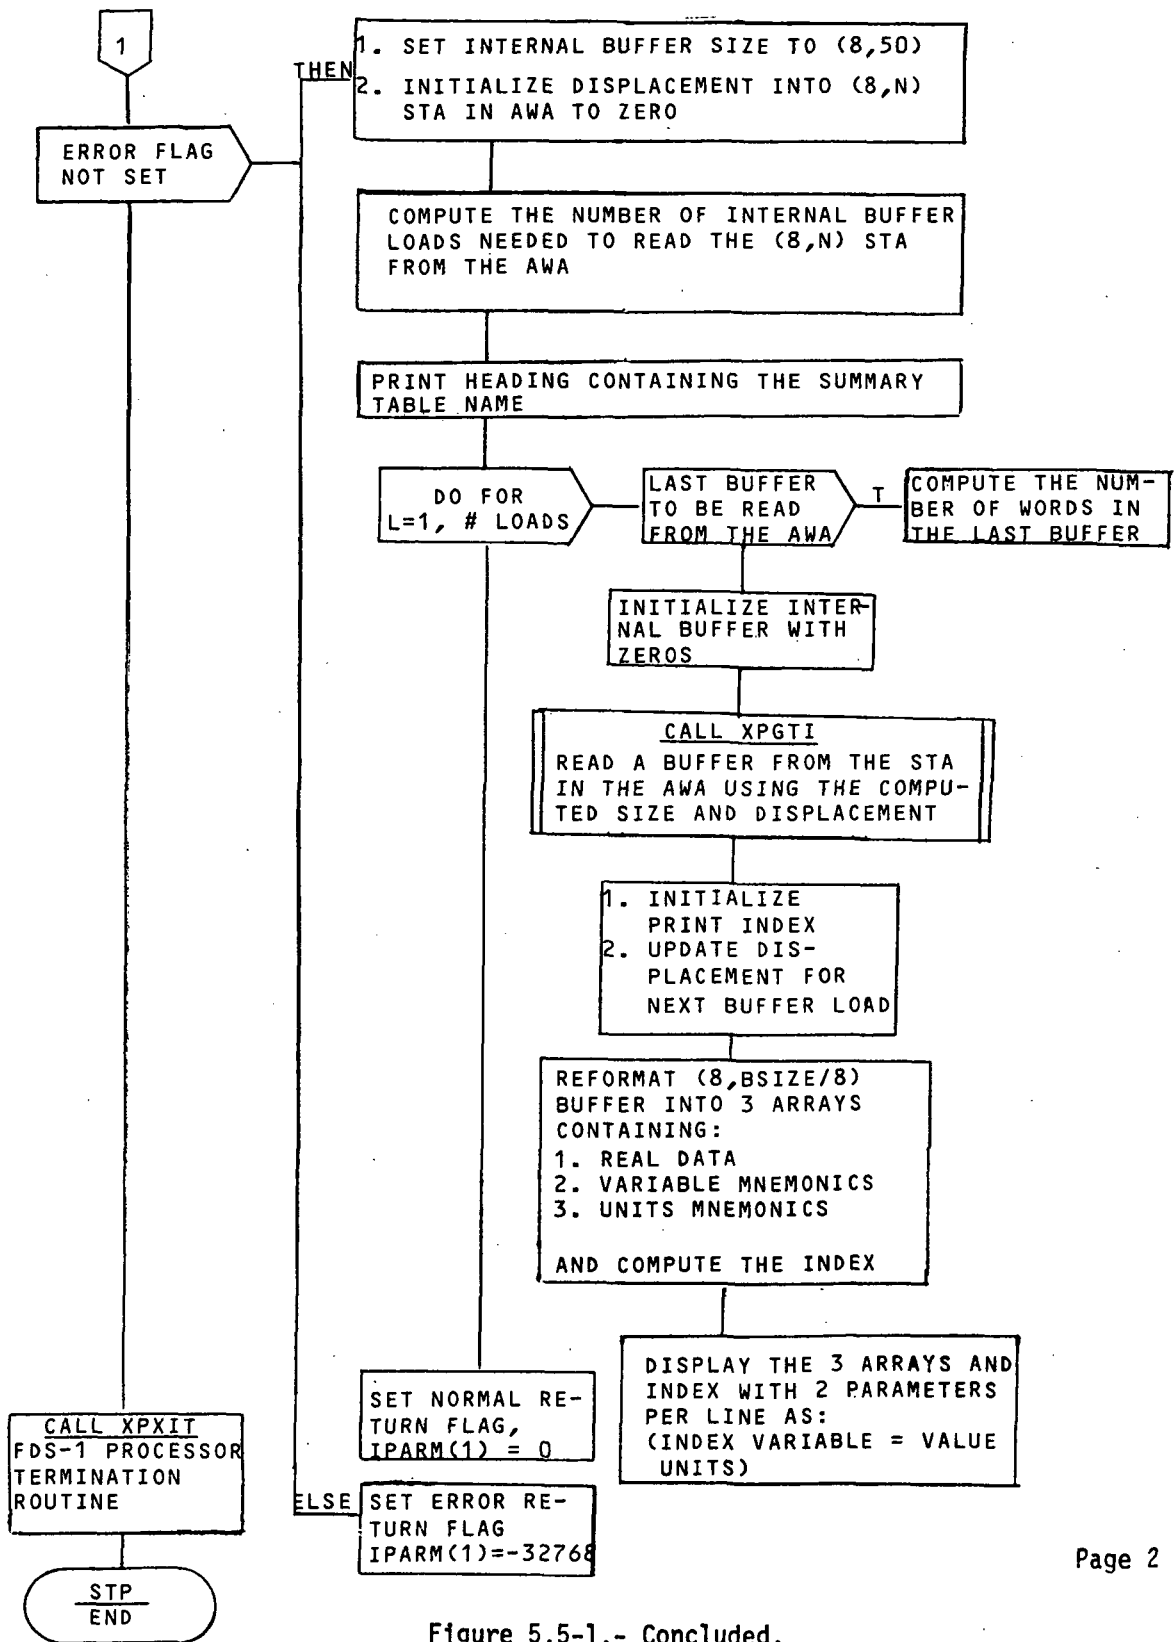 1
ERROR FLAG
NOT SET
THEN
1. SET INTERNAL BUFFER SIZE TO (8,50)
2. INITIALIZE DISPLACEMENT INTO (8,N)
STA IN AWA TO ZERO
COMPUTE THE NUMBER OF INTERNAL BUFFER
LOADS NEEDED TO READ THE (8,N) STA
FROM THE AWA
PRINT HEADING CONTAINING THE SUMMARY
TABLE NAME
DO FOR
L=1, # LOADS
LAST BUFFER
TO BE READ
FROM THE AWA
T
COMPUTE THE NUM-
BER OF WORDS IN
THE LAST BUFFER
INITIALIZE INTER-
NAL BUFFER WITH
ZEROS
CALL XPGTI
READ A BUFFER FROM THE STA
IN THE AWA USING THE COMPU-
TED SIZE AND DISPLACEMENT
1. INITIALIZE
PRINT INDEX
2. UPDATE DIS-
PLACEMENT FOR
NEXT BUFFER LOAD
REFORMAT (8,BSIZE/8)
BUFFER INTO 3 ARRAYS
CONTAINING:
1. REAL DATA
2. VARIABLE MNEMONICS
3. UNITS MNEMONICS
AND COMPUTE THE INDEX
DISPLAY THE 3 ARRAYS AND
INDEX WITH 2 PARAMETERS
PER LINE AS:
(INDEX VARIABLE = VALUE
UNITS)
SET NORMAL RE-
TURN FLAG,
IPARM(1) = 0
ELSE
SET ERROR RE-
TURN FLAG
IPARM(1)=-32768
CALL XPXIT
FDS-1 PROCESSOR
TERMINATION
ROUTINE
STP
END
Page 2
Figure 5.5-1.- Concluded.